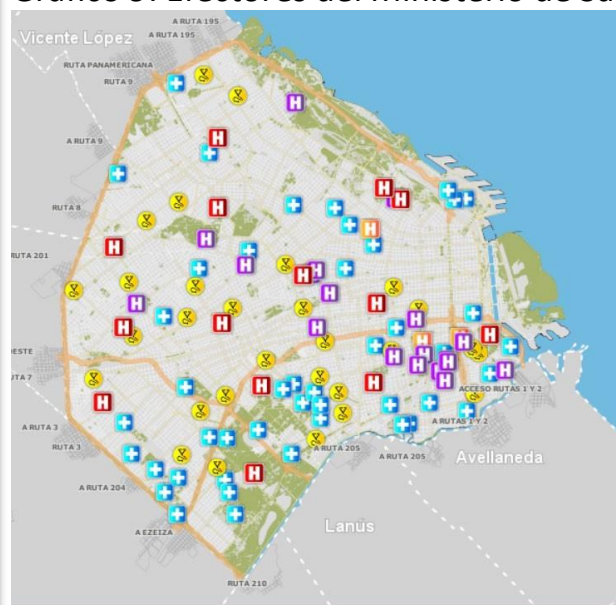 Vicente López
A RUTA 195
A RUTA 195
RUTA PANAMERICANA
RUTA 9
A RUTA 9
RUTA 8
RUTA 201
RUTA 7
A RUTA 3
RUTA 3
A RUTA 204
A EZEIZA
RUTA 210
Lanús
A RUTA 205
A RUTA 205
A RUTAS 1 Y 2
ACCESO RUTAS 1 Y 2
Avellaneda